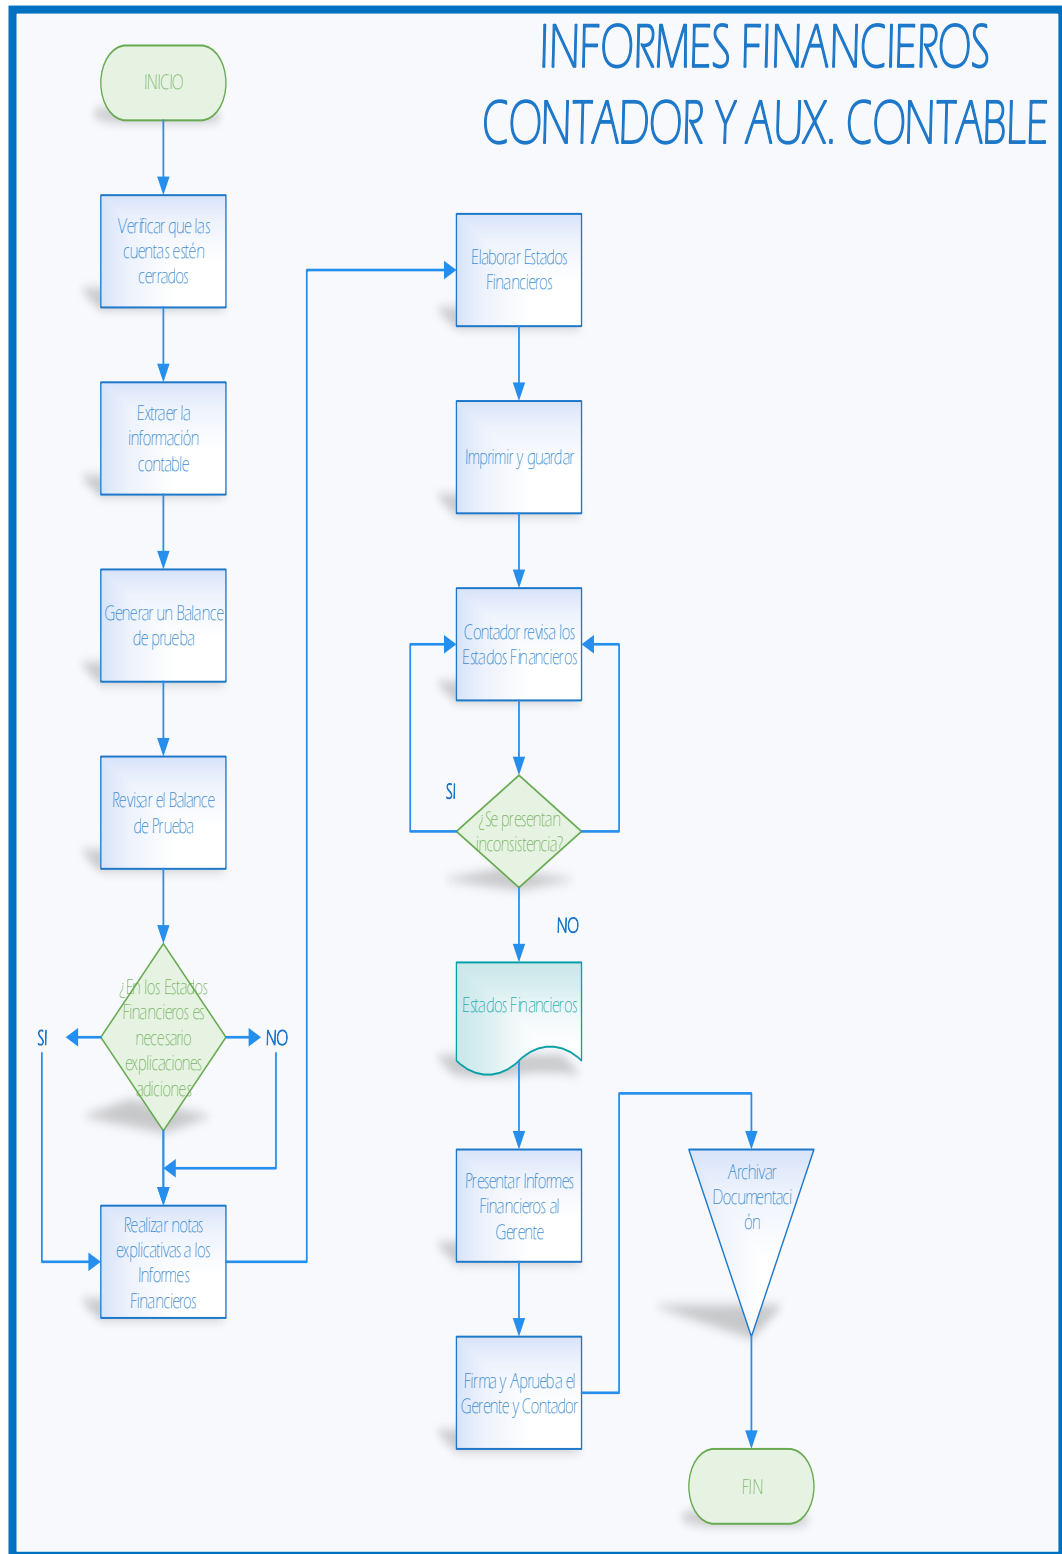 INFORMES FINANCIEROS
CONTADOR Y AUX. CONTABLE
INICIO
Verificar que las
cuentas estén
cerrados
Extraer la
información
contable
Generar un Balance
de prueba
Revisar el Balance
de Prueba
¿En los Estados
Financieros es
necesario
explicaciones
adiciones
SI
NO
Realizar notas
explicativas a los
Informes
Financieros
Elaborar Estados
Financieros
Imprimir y guardar
Contador revisa los
Estados Financieros
SI
¿Se presentan
inconsistencia?
NO
Estados Financieros
Presentar Informes
Financieros al
Gerente
Firma y Aprueba el
Gerente y Contador
Archivar
Documentaci
ón
FIN